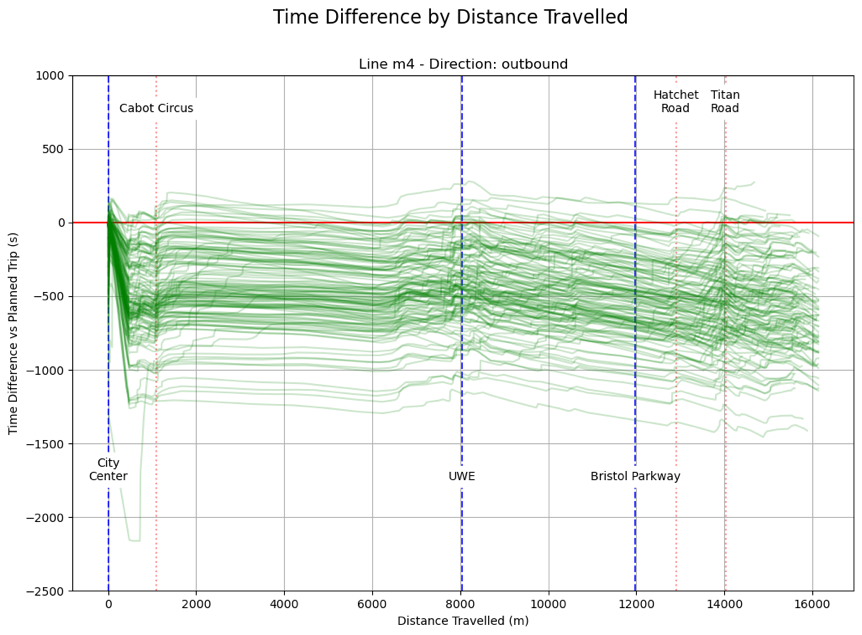 Time Difference by Distance Travelled
Line m4 - Direction: outbound
Time Difference vs Planned Trip (s)
1000
500
0
−500
−1000
−1500
−2000
−2500
Cabot Circus
Hatchet
Road
Titan
Road
City
Center
UWE
Bristol Parkway
0
2000
4000
6000
8000
10000
12000
14000
16000
Distance Travelled (m)